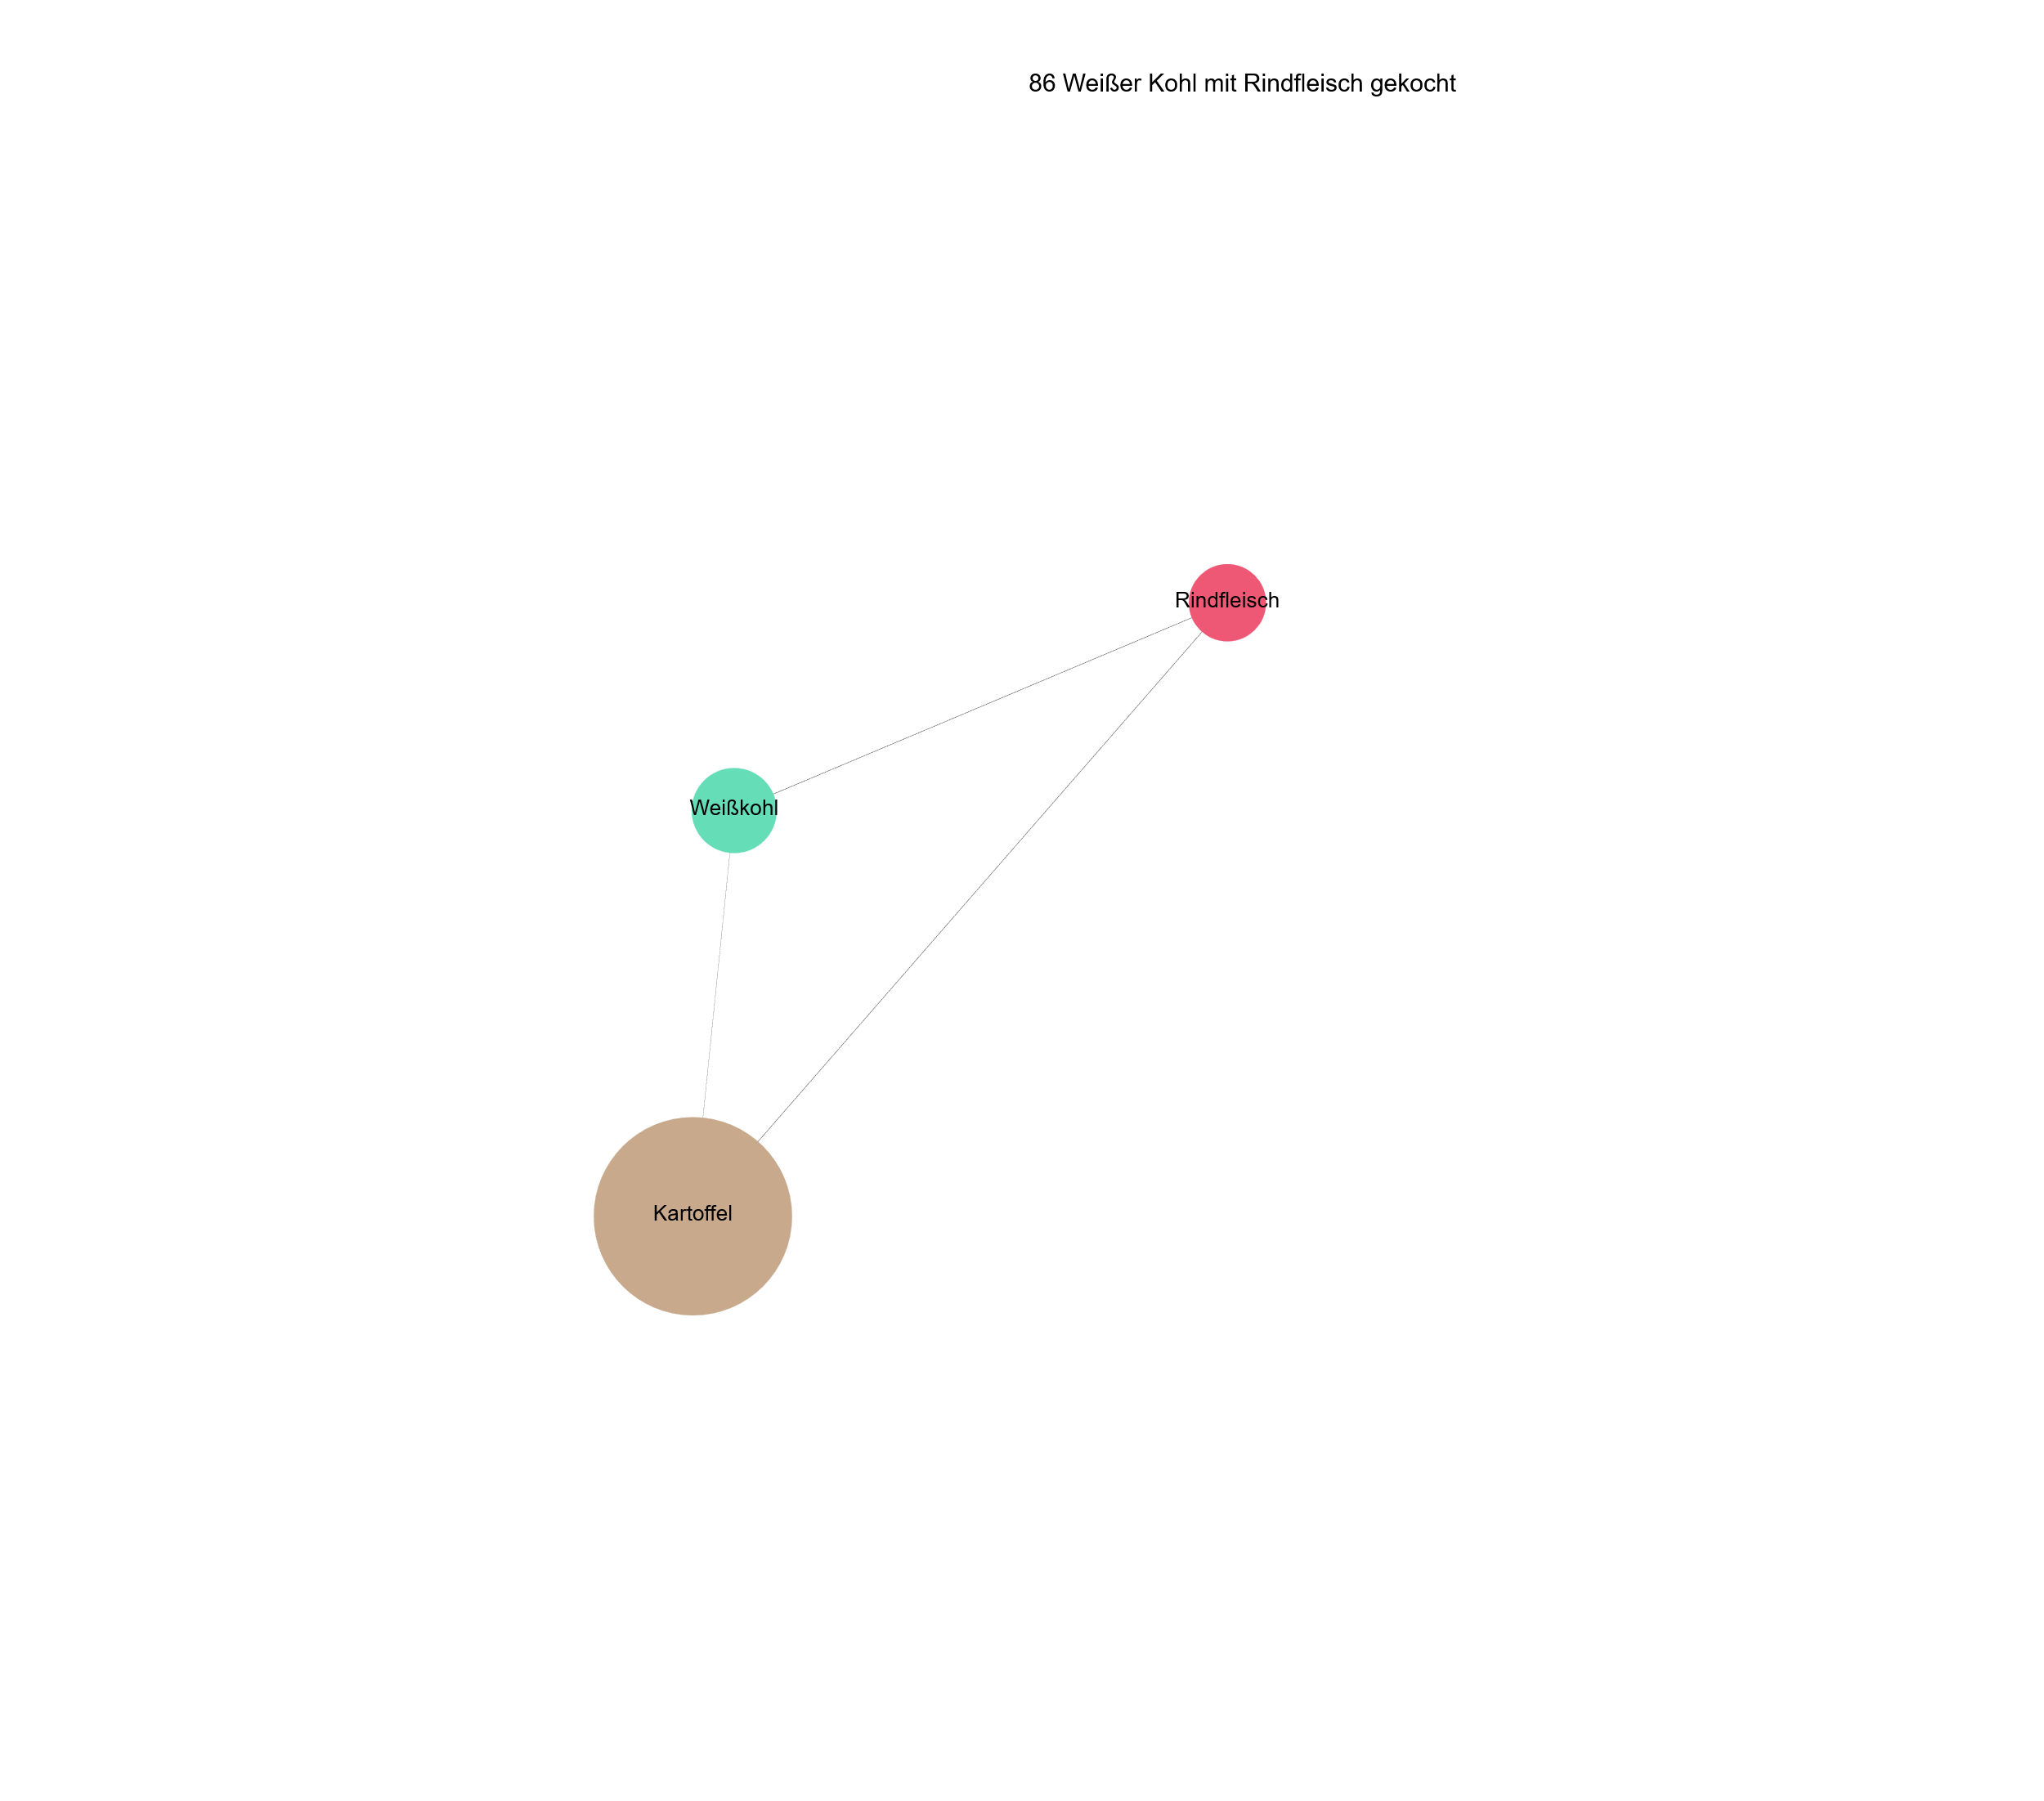 86 Weißer Kohl mit Rindfleisch gekocht
Rindfleisch
Weißkohl
Kartoffel